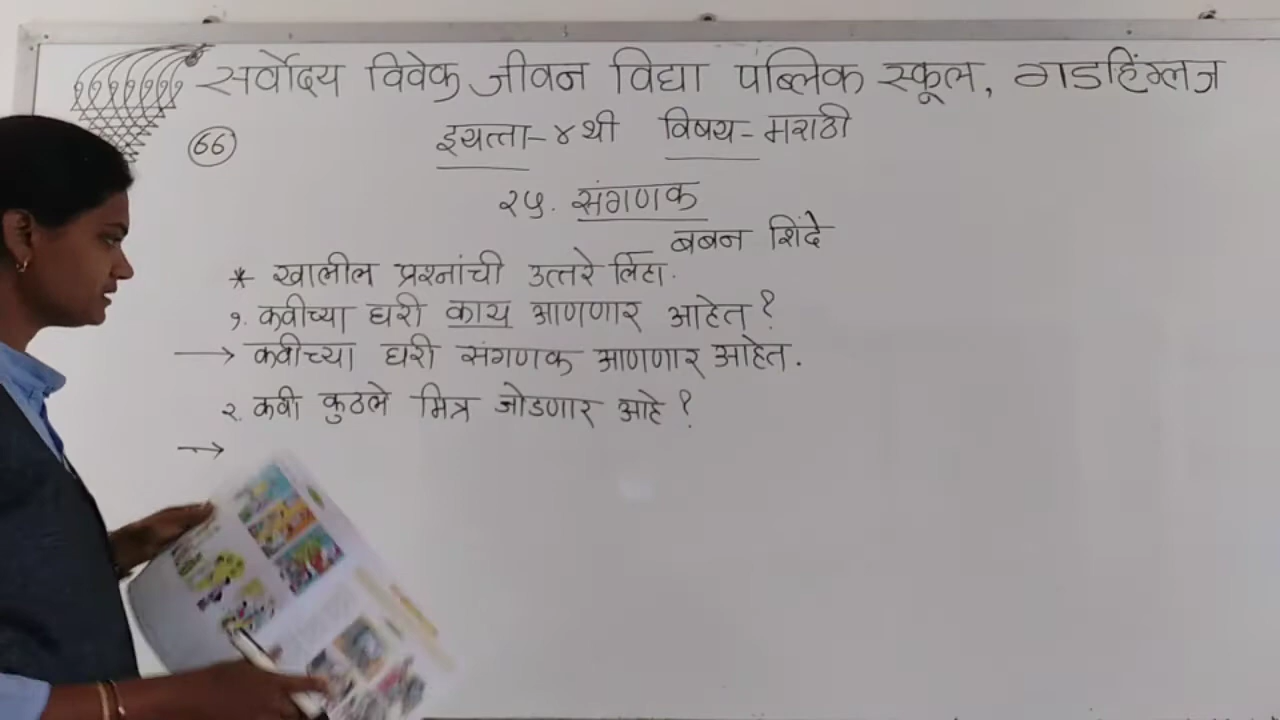 सर्वोदय विवेक जीवन विद्या पब्लिक स्कूल, गडहिंग्लज
66
इयत्ता-४थी विषय-मराठी
२५. संगणक
बबन शिंदे
* खालील प्रश्नांची उत्तरे लिहा.
१. कवीच्या घरी काय आणणार आहेत?
→ कवीच्या घरी संगणक आणणार आहेत.
२. कवी कुठले मित्र जोडणार आहे?
→